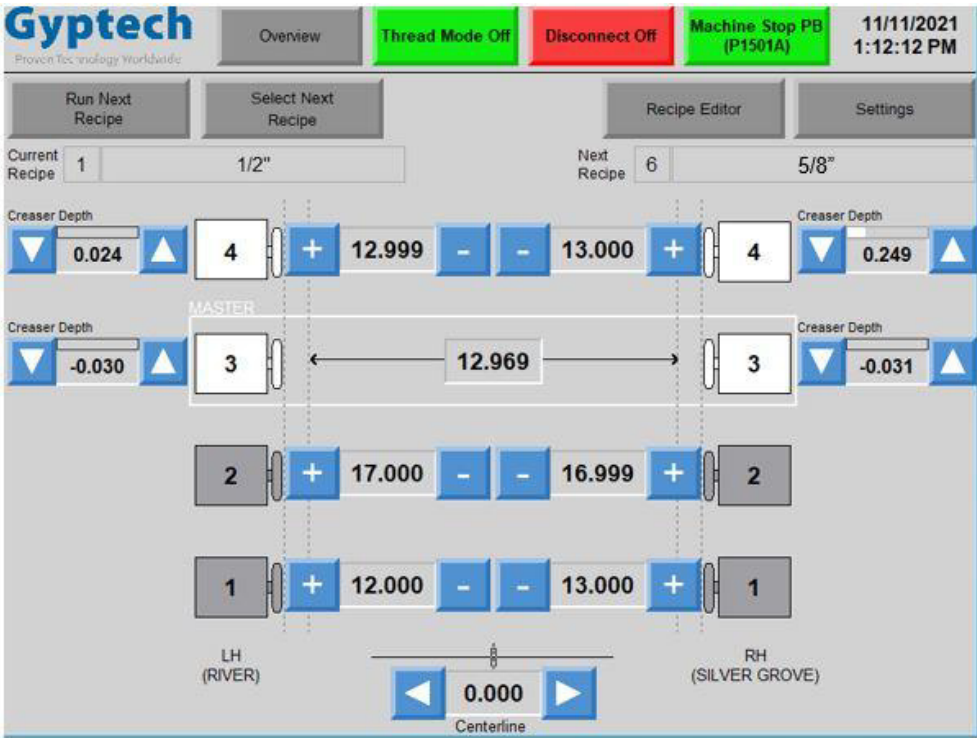 Gyptech
Proven Technology Worldwide
Overview
Thread Mode Off
Disconnect Off
Machine Stop PB
(P1501A)
11/11/2021
1:12:12 PM
Run Next
Recipe
Select Next
Recipe
Recipe Editor
Settings
Current
Recipe
1
1/2"
Next
Recipe
6
5/8"
Creaser Depth
0.024
4
+
12.999
-
-
13.000
+
4
Creaser Depth
0.249
MASTER
Creaser Depth
-0.030
3
12.969
3
Creaser Depth
-0.031
2
+
17.000
-
-
16.999
+
2
1
+
12.000
-
-
13.000
+
1
LH
(RIVER)
RH
(SILVER GROVE)
0.000
Centerline